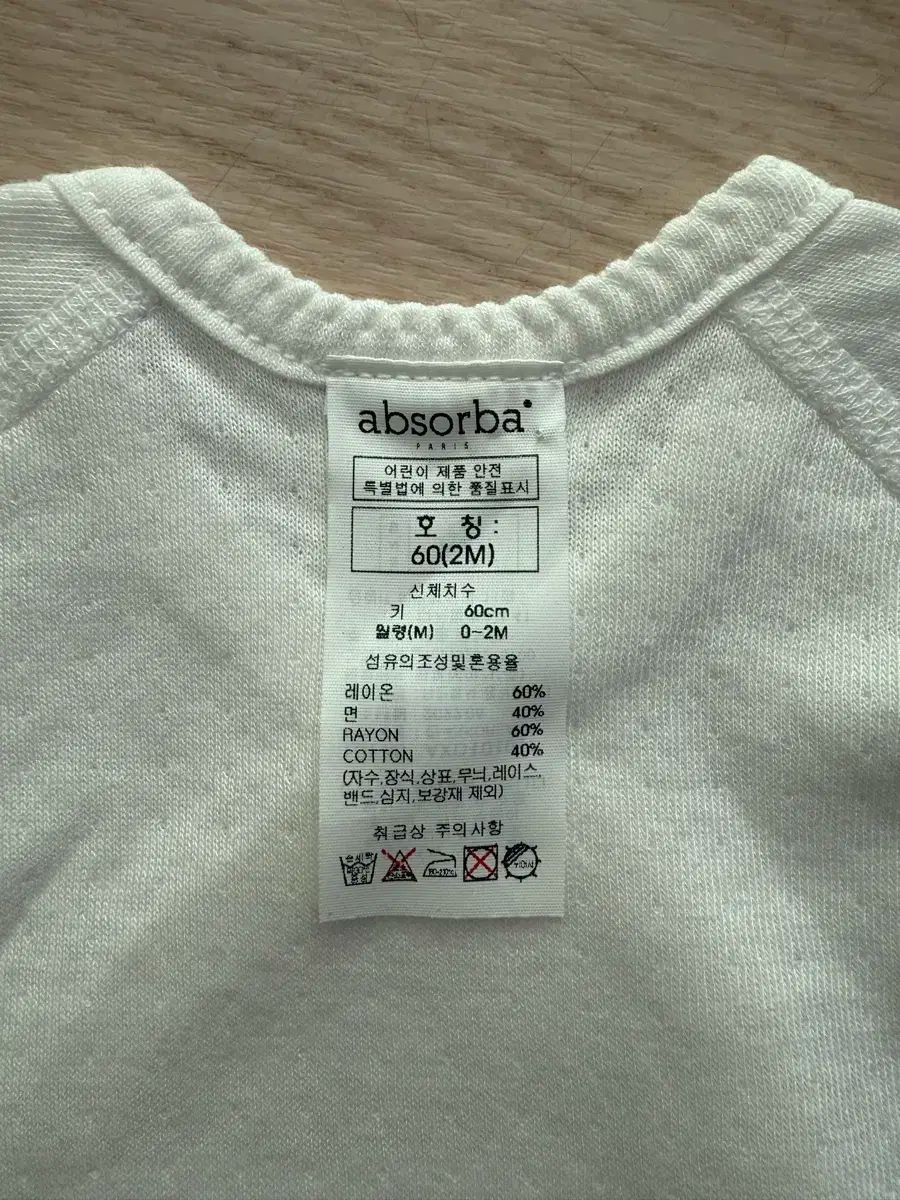 absorba
PARIS
어린이 제품 안전
특별법에 의한 품질표시
호 칭 :
60(2M)
신체치수
키 60cm
월령(M) 0~2M
섬유의조성및혼용율
레이온 60%
면 40%
RAYON 60%
COTTON 40%
(자수,장식,상표,무늬,레이스,
밴드,심지,보강재 제외)
취급상 주의사항
손세탁